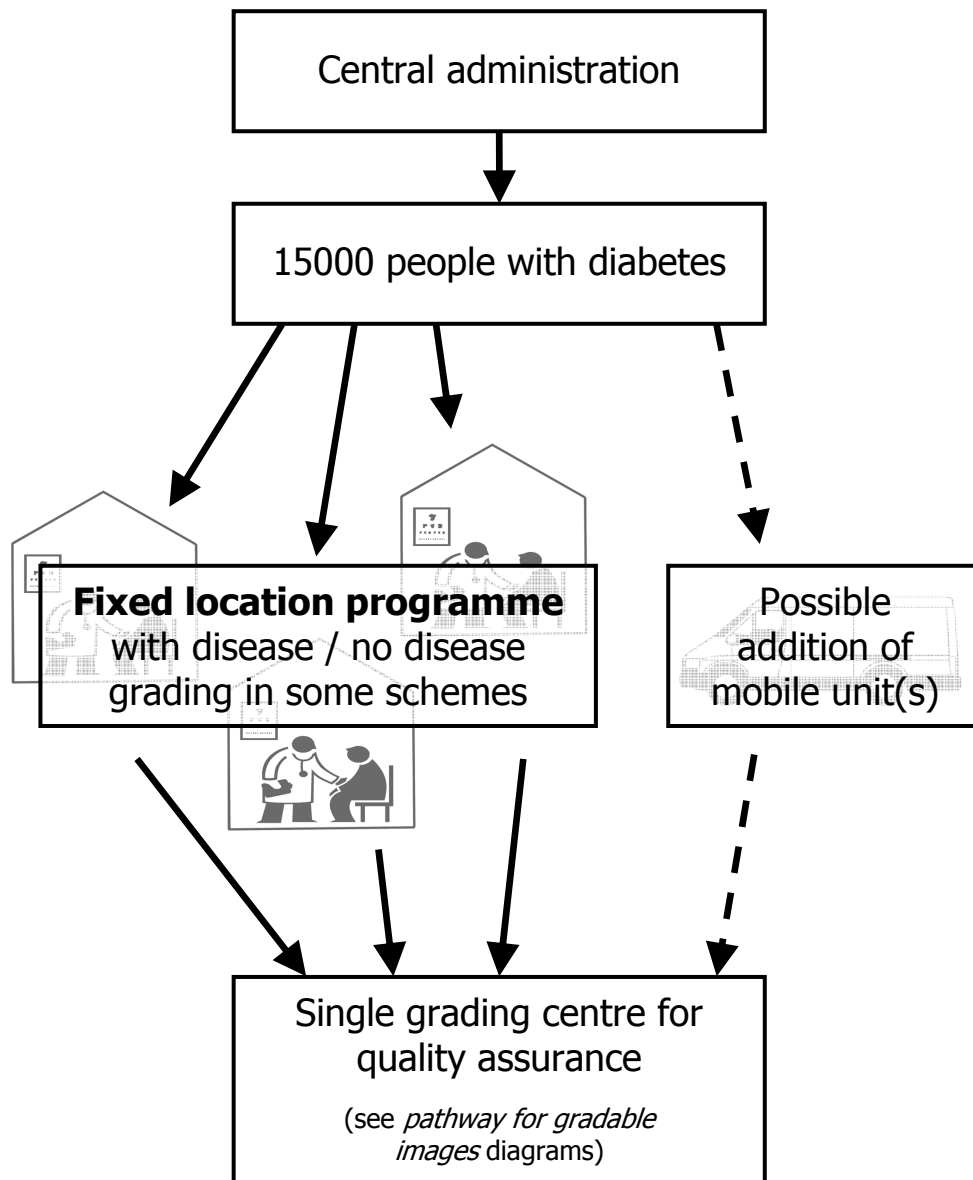 Central administration
15000 people with diabetes
Fixed location programme
with disease / no disease
grading in some schemes
Possible
addition of
mobile unit(s)
Single grading centre for
quality assurance
(see pathway for gradable
images diagrams)